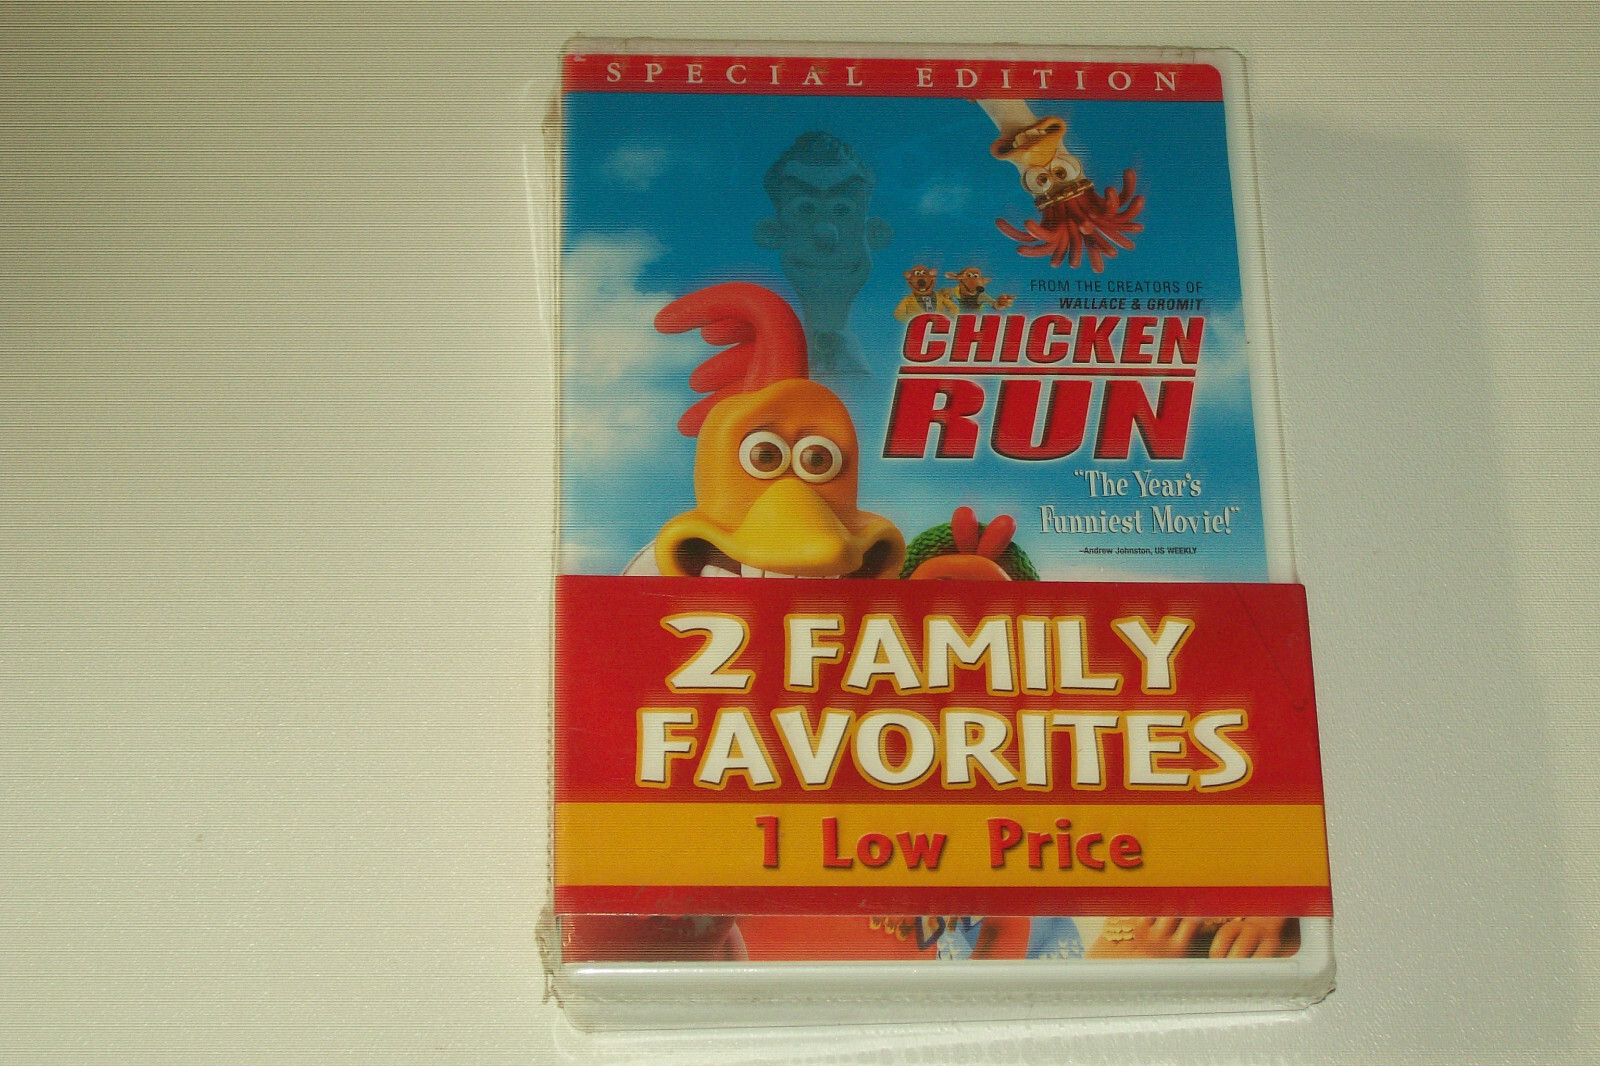 SPECIAL EDITION
FROM THE CREATORS OF
WALLACE & GROMIT
CHICKEN
RUN
"The Year's
Funniest Movie!"
–Andrew Johnston, US WEEKLY
2 FAMILY
FAVORITES
1 Low Price